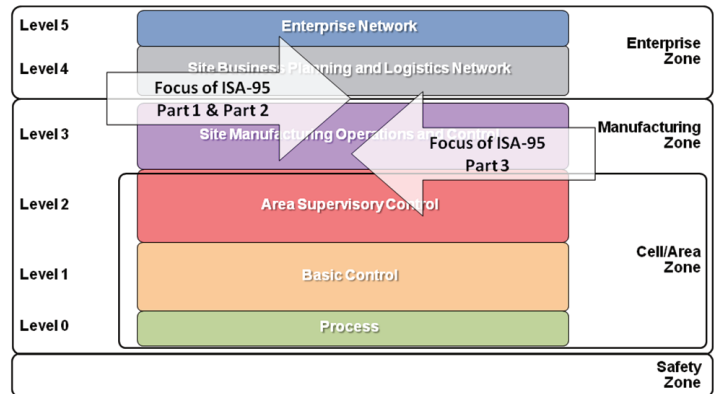 Level 5
Enterprise Network
Enterprise
Zone
Level 4
Site Business Planning and Logistics Network
Focus of ISA-95
Part 1 & Part 2
Level 3
Site Manufacturing Operations and Control
Manufacturing
Zone
Focus of ISA-95
Part 3
Level 2
Area Supervisory Control
Cell/Area
Zone
Level 1
Basic Control
Level 0
Process
Safety
Zone